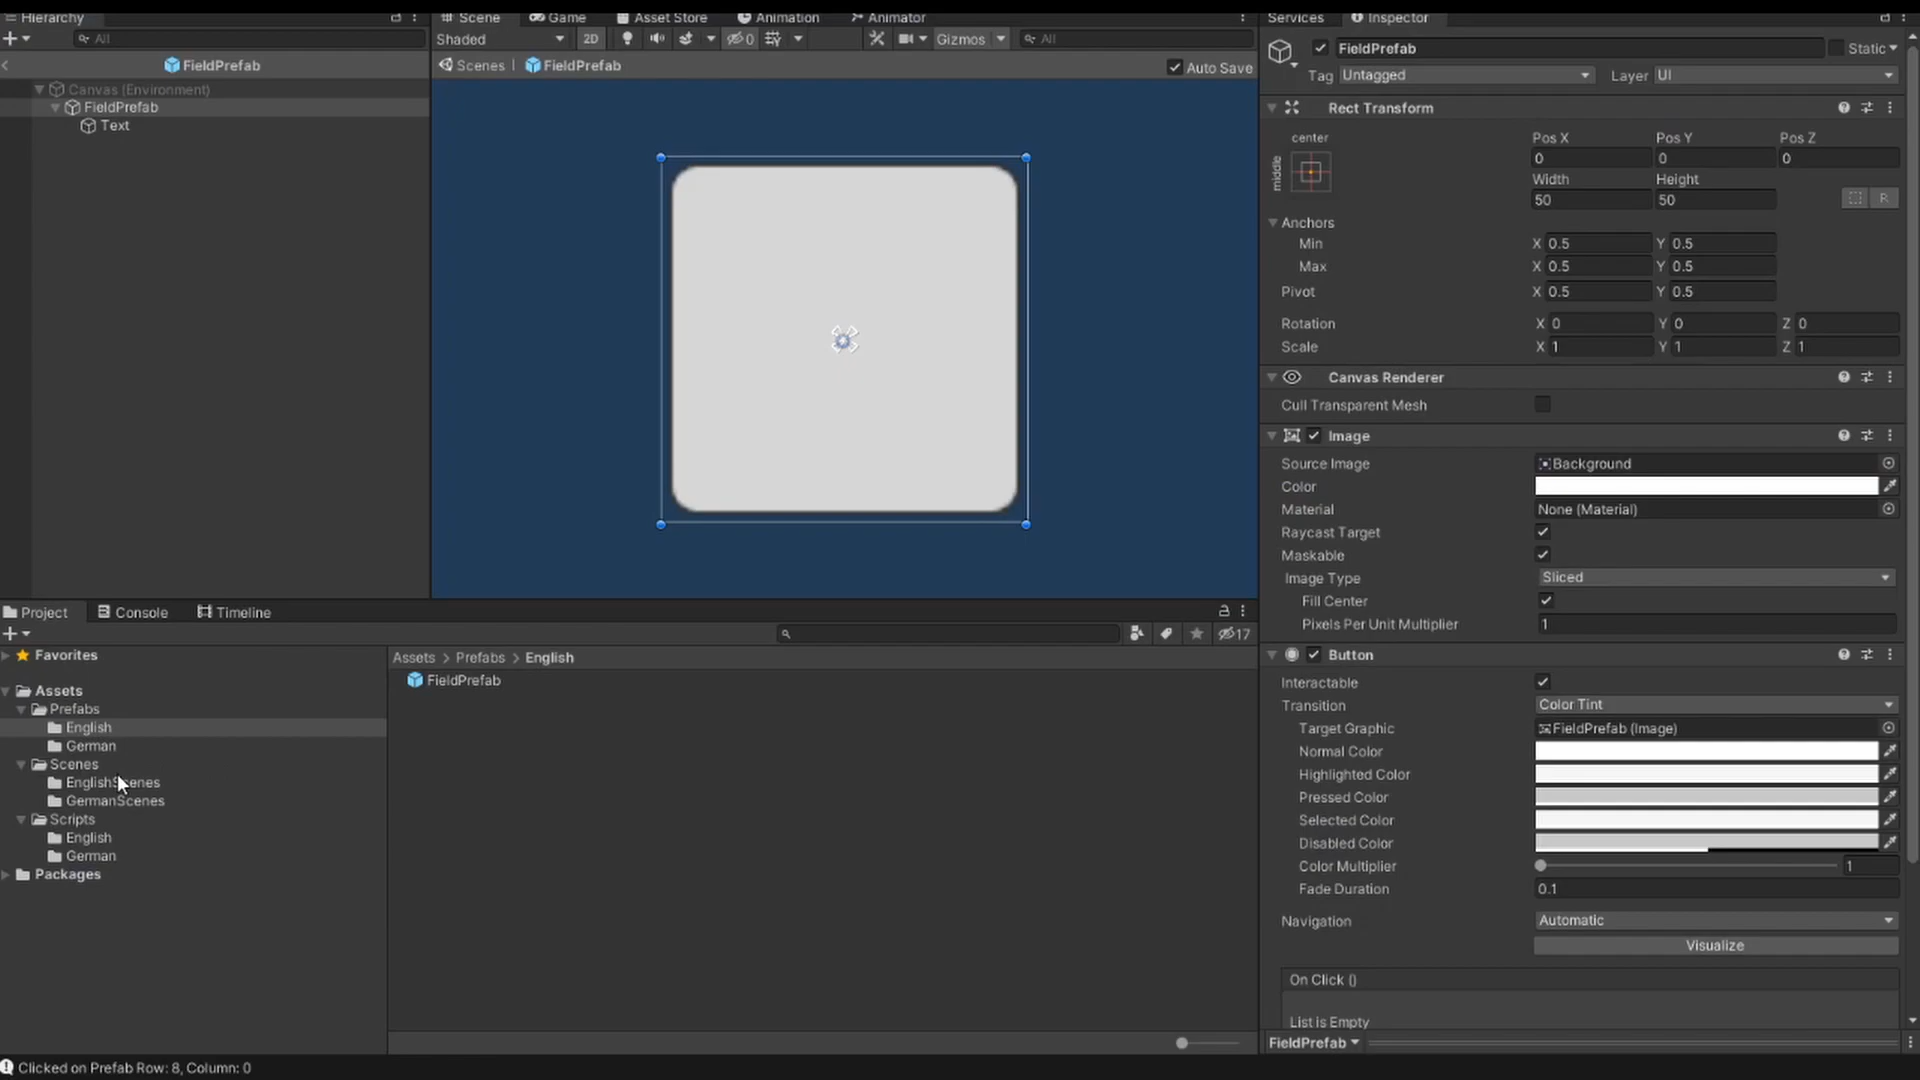 Hierarchy
Scene Game Asset Store Animation Animator
Services Inspector
All
Shaded 2D 0 Gizmos All
FieldPrefab Static
Tag Untagged Layer UI
FieldPrefab
Scenes FieldPrefab Auto Save
Canvas (Environment)
FieldPrefab
Text
Rect Transform
center Pos X Pos Y Pos Z
middle 0 0 0
Width Height
50 50 R
Anchors
Min X 0.5 Y 0.5
Max X 0.5 Y 0.5
Pivot X 0.5 Y 0.5
Rotation X 0 Y 0 Z 0
Scale X 1 Y 1 Z 1
Canvas Renderer
Cull Transparent Mesh
Image
Source Image Background
Color
Material None (Material)
Raycast Target
Maskable
Image Type Sliced
Fill Center
Pixels Per Unit Multiplier 1
Button
Interactable
Transition Color Tint
Target Graphic FieldPrefab (Image)
Normal Color
Highlighted Color
Pressed Color
Selected Color
Disabled Color
Color Multiplier 1
Fade Duration 0.1
Navigation Automatic
Visualize
On Click ()
List is Empty
FieldPrefab
Project Console Timeline
17
Favorites
Assets
Prefabs
English
German
Scenes
EnglishScenes
GermanScenes
Scripts
English
German
Packages
Assets > Prefabs > English
FieldPrefab
Clicked on Prefab Row: 8, Column: 0